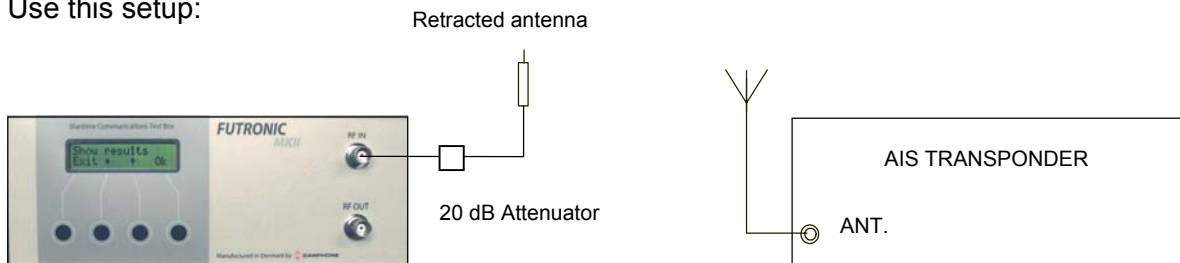 Use this setup:
Retracted antenna
Maritime Communications Test Box
FUTRONIC
MKII
RF IN
Show results
Exit
Ok
AIS TRANSPONDER
20 dB Attenuator
RF OUT
ANT.
Manufactured in Denmark by DANPHONE